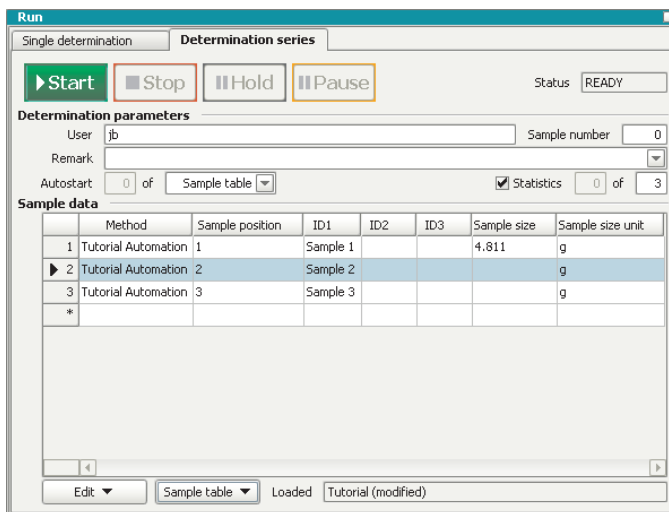 Run
Single determination Determination series
Start Stop Hold Pause Status READY
Determination parameters
User jb Sample number 0
Remark
Autostart 0 of Sample table Statistics 0 of 3
Sample data
Method Sample position ID1 ID2 ID3 Sample size Sample size unit
1 Tutorial Automation 1 Sample 1 4.811 g
2 Tutorial Automation 2 Sample 2 g
3 Tutorial Automation 3 Sample 3 g
*
Edit Sample table Loaded Tutorial (modified)